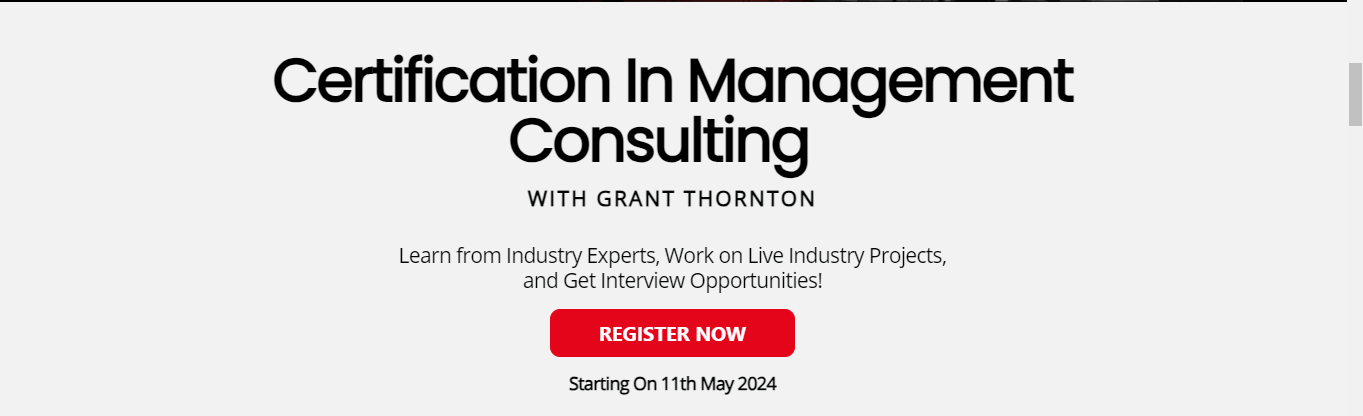 Certification In Management
Consulting
WITH GRANT THORNTON
Learn from Industry Experts, Work on Live Industry Projects,
and Get Interview Opportunities!
REGISTER NOW
Starting On 11th May 2024